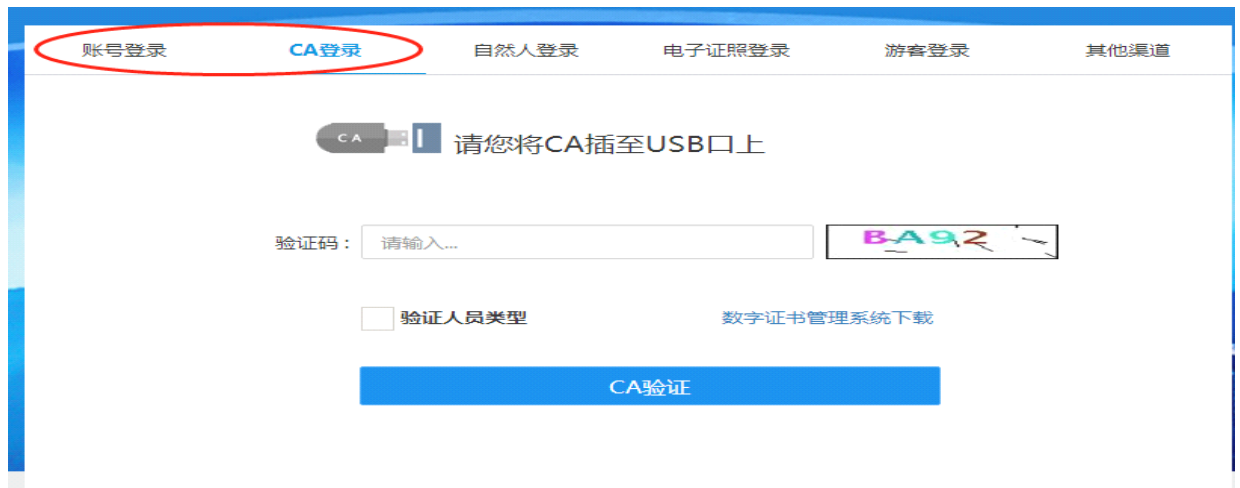 账号登录 CA登录 自然人登录 电子证照登录 游客登录 其他渠道
CA 请您将CA插至USB口上
验证码： 请输入... BA92
验证人员类型 数字证书管理系统下载
CA验证